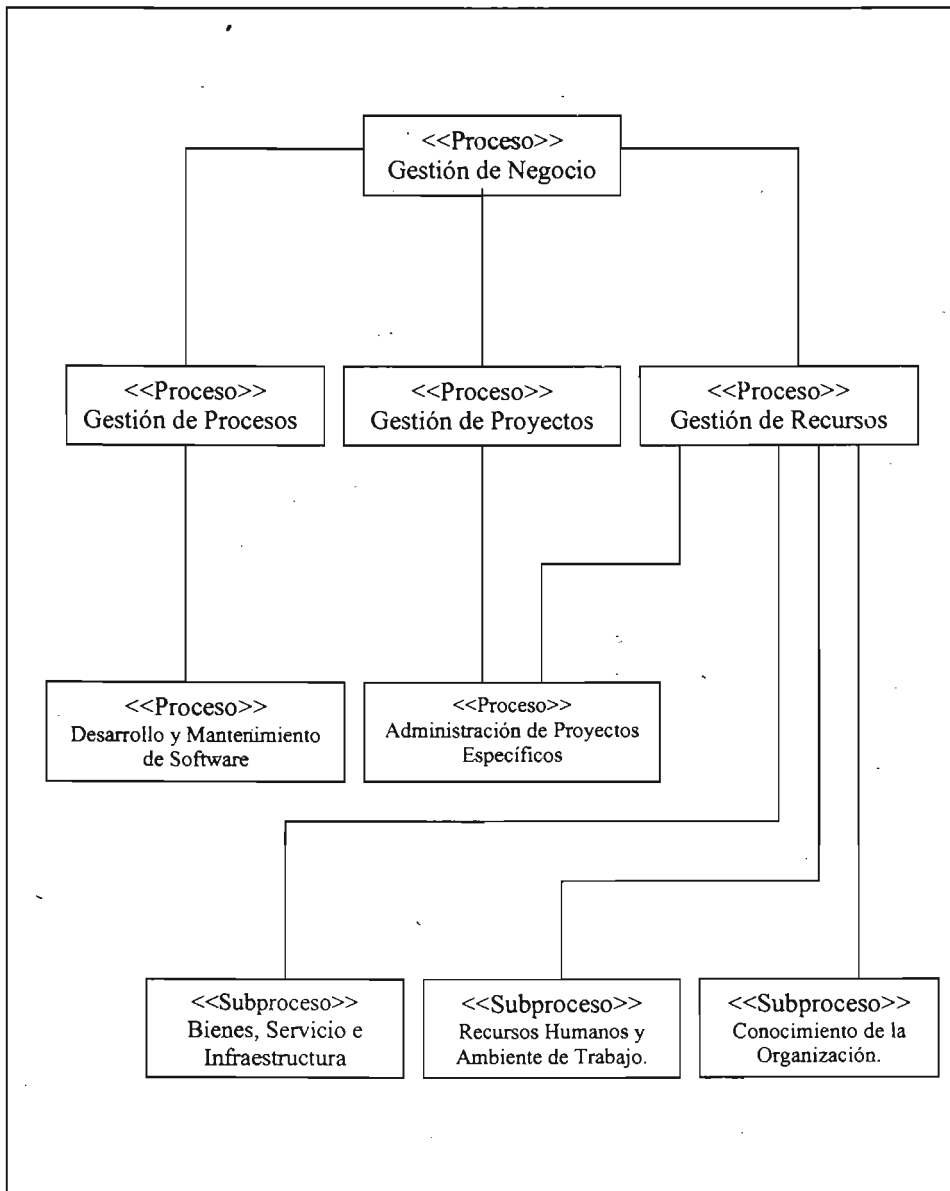 <<Proceso>>
Gestión de Negocio
<<Proceso>>
Gestión de Procesos
<<Proceso>>
Gestión de Proyectos
<<Proceso>>
Gestión de Recursos
<<Proceso>>
Desarrollo y Mantenimiento
de Software
<<Proceso>>
Administración de Proyectos
Específicos
<<Subproceso>>
Bienes, Servicio e
Infraestructura
<<Subproceso>>
Recursos Humanos y
Ambiente de Trabajo.
<<Subproceso>>
Conocimiento de la
Organización.